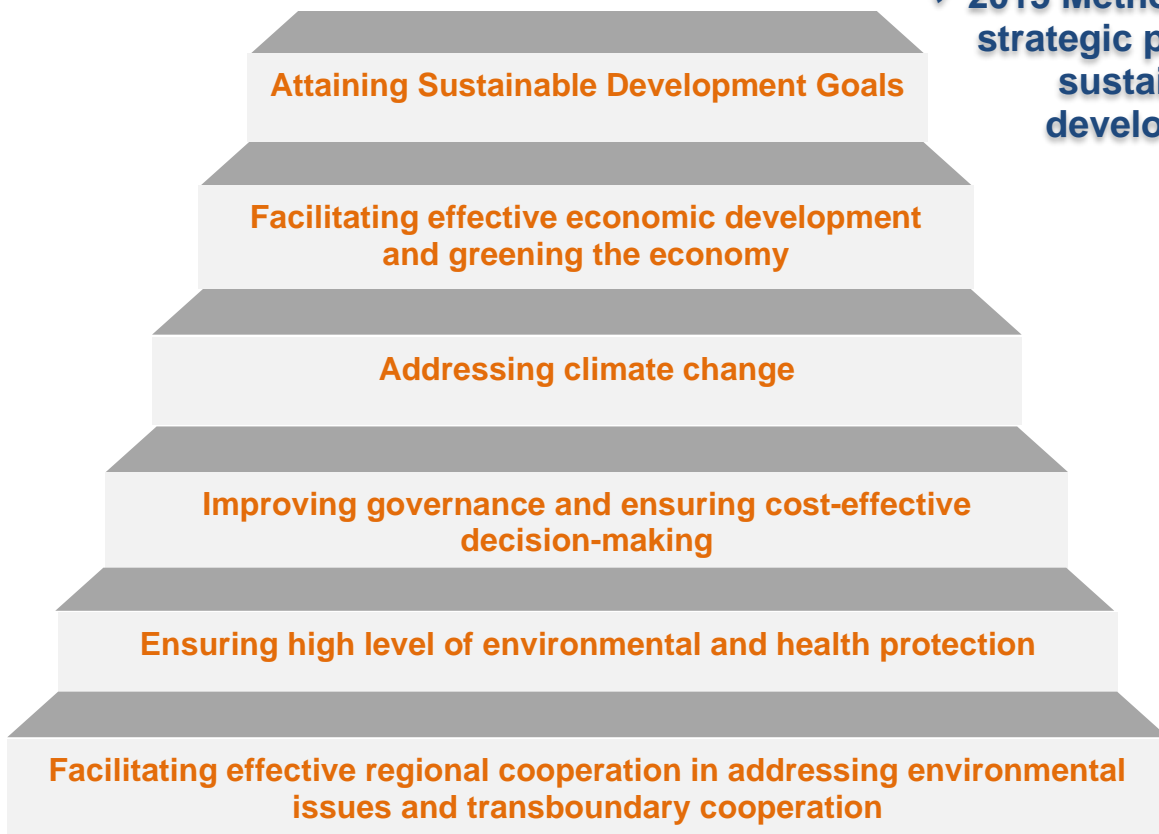 Attaining Sustainable Development Goals
strategic
Facilitating effective economic development
and greening the economy
Addressing climate change
Improving governance and ensuring cost-effective
decision-making
Ensuring high level of environmental and health protection
Facilitating effective regional cooperation in addressing environmental
issues and transboundary cooperation